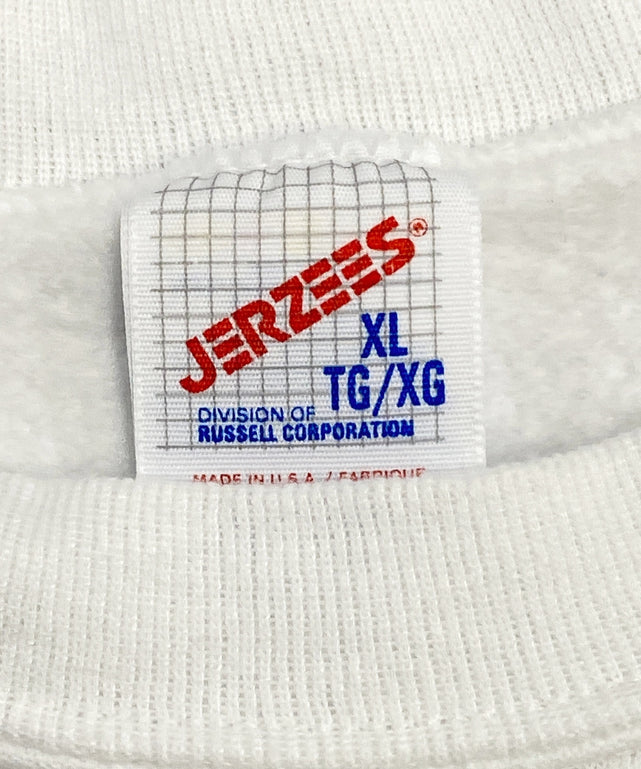 JERZEES®
XL
TG/XG
DIVISION OF
RUSSELL CORPORATION
MADE IN U.S.A. / FABRIQUE